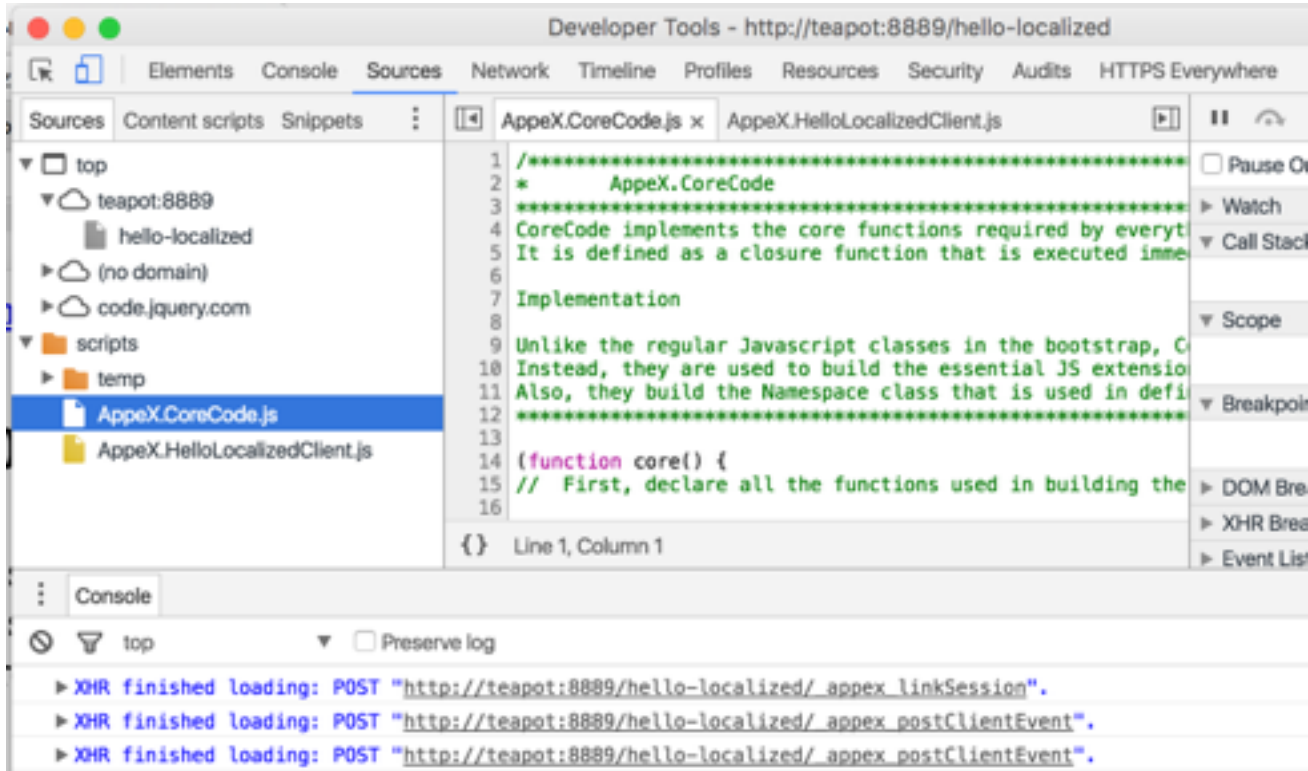 Developer Tools - http://teapot:8889/hello-localized
Elements Console Sources Network Timeline Profiles Resources Security Audits HTTPS Everywhere
Sources Content scripts Snippets
AppeX.CoreCode.js × AppeX.HelloLocalizedClient.js
top
teapot:8889
hello-localized
(no domain)
code.jquery.com
scripts
temp
AppeX.CoreCode.js
AppeX.HelloLocalizedClient.js
1 /*********************************************************
2 * AppeX.CoreCode
3 **********************************************************
4 CoreCode implements the core functions required by everyt
5 It is defined as a closure function that is executed imme
6
7 Implementation
8
9 Unlike the regular Javascript classes in the bootstrap, C
10 Instead, they are used to build the essential JS extensio
11 Also, they build the Namespace class that is used in defi
12 **********************************************************
13
14 (function core() {
15 // First, declare all the functions used in building the
16
{} Line 1, Column 1
Pause O
Watch
Call Stack
Scope
Breakpoin
DOM Bre
XHR Brea
Event List
Console
top Preserve log
XHR finished loading: POST "http://teapot:8889/hello-localized/_appex_linkSession".
XHR finished loading: POST "http://teapot:8889/hello-localized/_appex_postClientEvent".
XHR finished loading: POST "http://teapot:8889/hello-localized/_appex_postClientEvent".